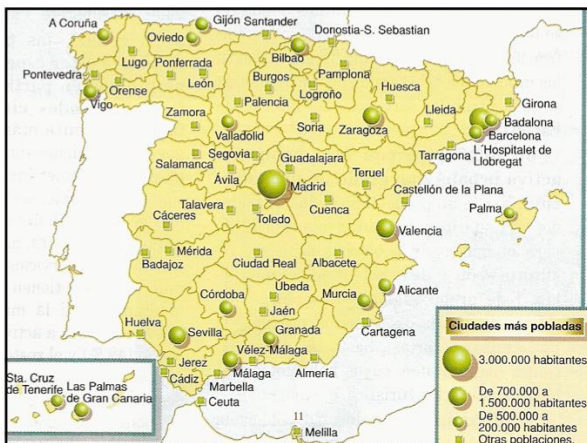 A Coruña
Gijón
Santander
Oviedo
Bilbao
Donostia-S. Sebastian
Lugo
Ponferrada
León
Burgos
Pamplona
Logroño
Huesca
Girona
Pontevedra
Orense
Vigo
Palencia
Zamora
Valladolid
Soria
Zaragoza
Lleida
Badalona
Barcelona
L´Hospitalet de
Llobregat
Tarragona
Salamanca
Segovia
Ávila
Guadalajara
Madrid
Teruel
Castellón de la Plana
Talavera
Toledo
Cuenca
Cáceres
Palma
Valencia
Mérida
Badajoz
Ciudad Real
Albacete
Alicante
Murcia
Córdoba
Úbeda
Jaén
Cartagena
Huelva
Sevilla
Granada
Jerez
Cádiz
Vélez-Málaga
Málaga
Almería
Marbella
Ceuta
Melilla
11
Sta. Cruz
de Tenerife
Las Palmas
de Gran Canaria
Ciudades más pobladas
3.000.000 habitantes
De 700.000 a
1.500.000 habitantes
De 500.000 a
200.000 habitantes
Otras poblaciones